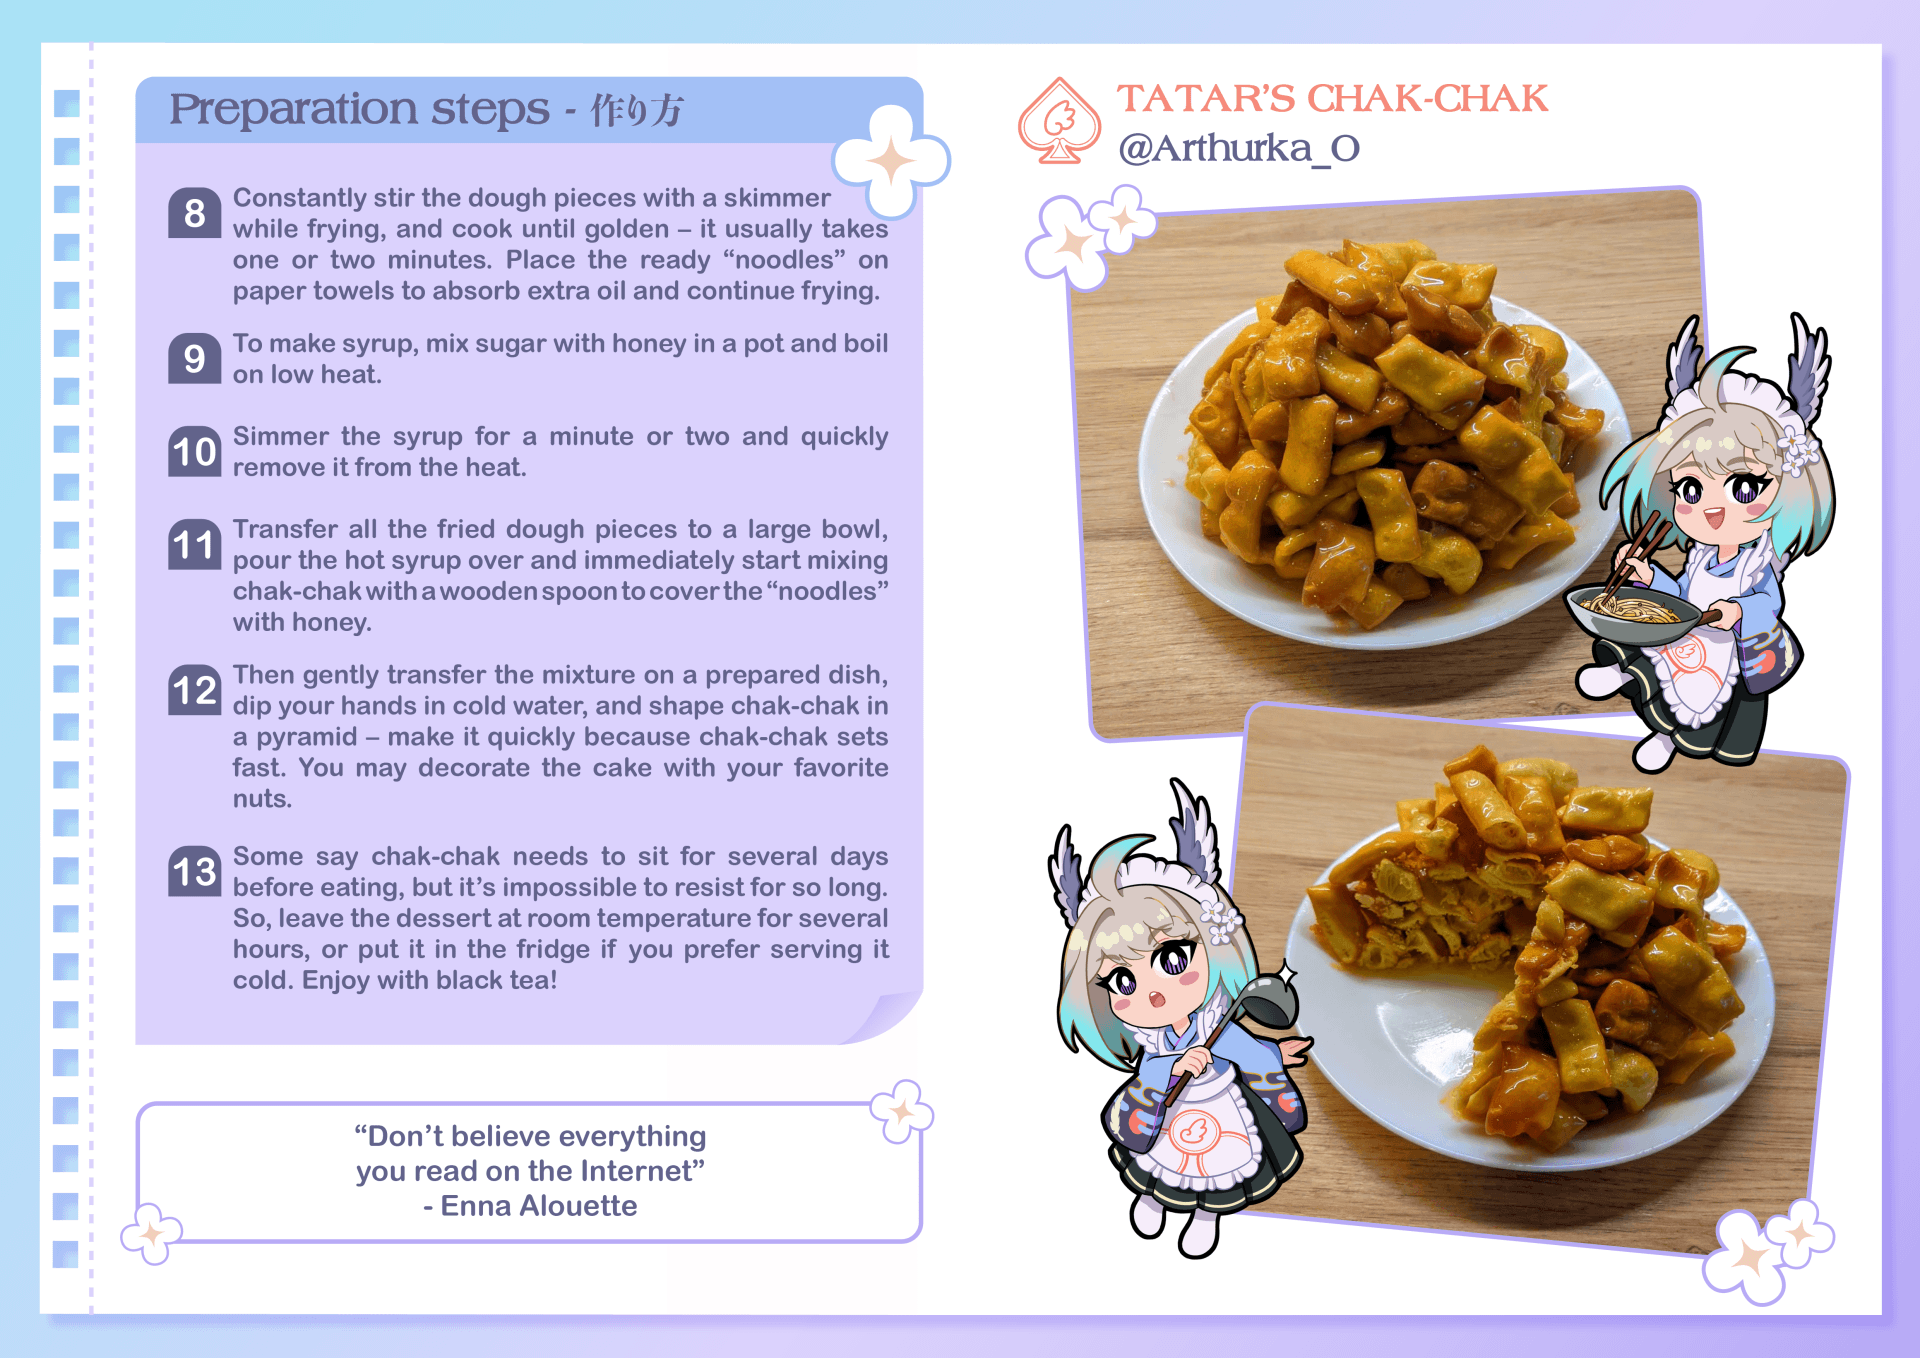 Preparation steps - 作り方
8
Constantly stir the dough pieces with a skimmer
while frying, and cook until golden – it usually takes
one or two minutes. Place the ready “noodles” on
paper towels to absorb extra oil and continue frying.
9
To make syrup, mix sugar with honey in a pot and boil
on low heat.
10
Simmer the syrup for a minute or two and quickly
remove it from the heat.
11
Transfer all the fried dough pieces to a large bowl,
pour the hot syrup over and immediately start mixing
chak-chak with a wooden spoon to cover the “noodles”
with honey.
12
Then gently transfer the mixture on a prepared dish,
dip your hands in cold water, and shape chak-chak in
a pyramid – make it quickly because chak-chak sets
fast. You may decorate the cake with your favorite
nuts.
13
Some say chak-chak needs to sit for several days
before eating, but it’s impossible to resist for so long.
So, leave the dessert at room temperature for several
hours, or put it in the fridge if you prefer serving it
cold. Enjoy with black tea!
“Don’t believe everything
you read on the Internet”
- Enna Alouette
TATAR’S CHAK-CHAK
@Arthurka_O